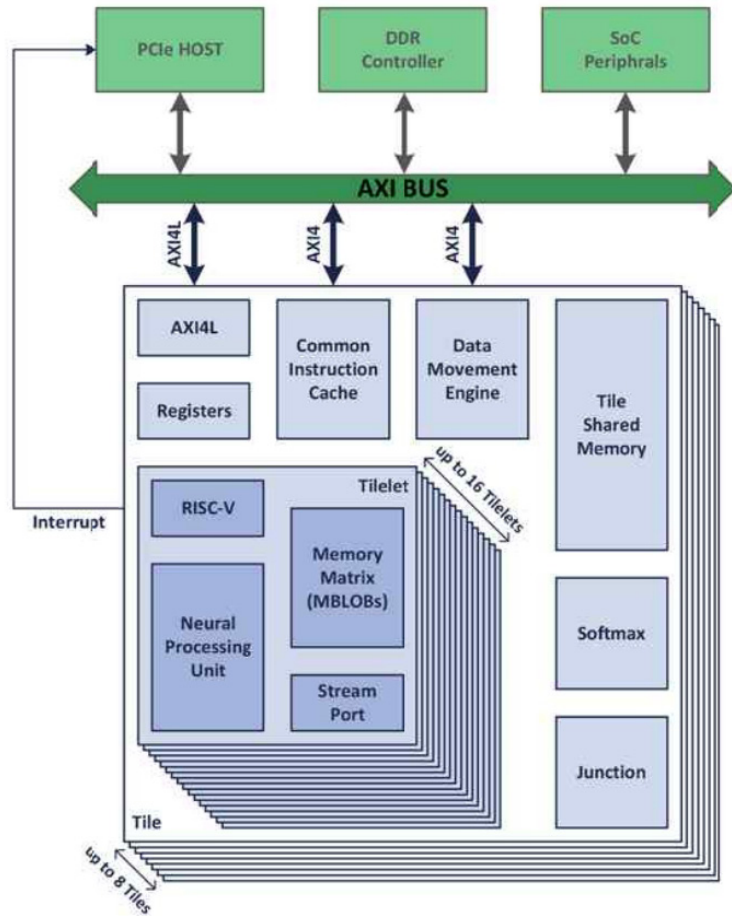 PCIe HOST
DDR
Controller
SoC
Periphrals
AXI BUS
AXI4L
AXI4
AXI4
AXI4L
Common
Instruction
Cache
Data
Movement
Engine
Tile
Shared
Memory
Registers
up to 16 Tilelets
Tilelet
RISC-V
Memory
Matrix
(MBLOBs)
Interrupt
Neural
Processing
Unit
Stream
Port
Softmax
Junction
Tile
up to 8 Tiles